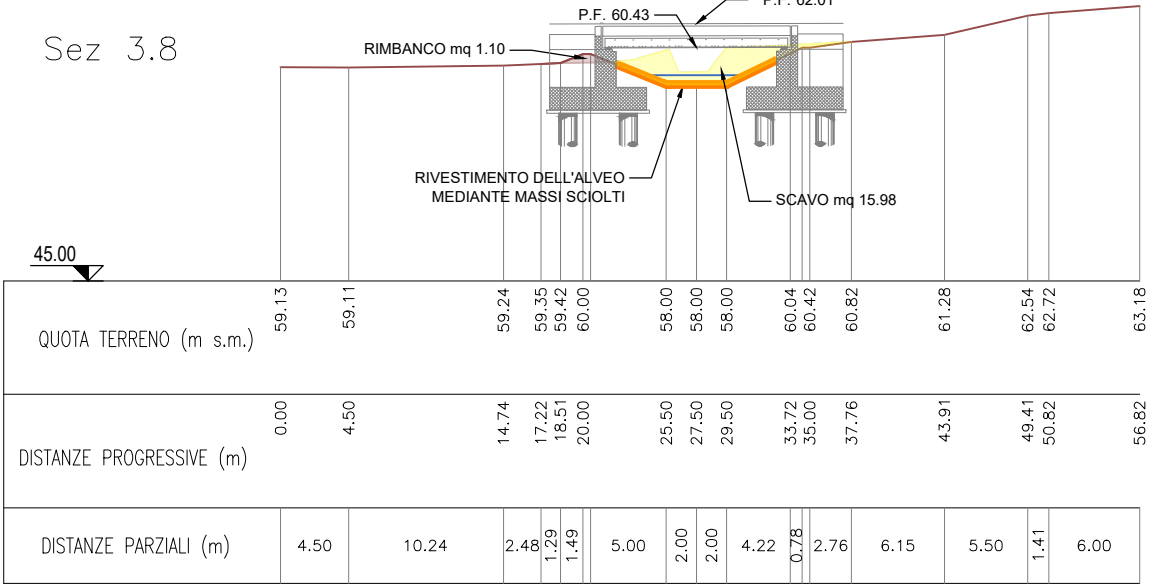 P.F. 62.01
P.F. 60.43
Sez 3.8
RIMBANCO mq 1.10
RIVESTIMENTO DELL'ALVEO
MEDIANTE MASSI SCIOLTI
SCAVO mq 15.98
45.00
QUOTA TERRENO (m s.m.)
59.13 59.11 59.24 59.35 59.42 60.00 58.00 58.00 58.00 60.04 60.42 60.82 61.28 62.54 62.72 63.18
DISTANZE PROGRESSIVE (m)
0.00 4.50 14.74 17.22 18.51 20.00 25.50 27.50 29.50 33.72 35.00 37.76 43.91 49.41 50.82 56.82
DISTANZE PARZIALI (m)
4.50 10.24 2.48 1.29 1.49 5.00 2.00 2.00 4.22 0.78 2.76 6.15 5.50 1.41 6.00